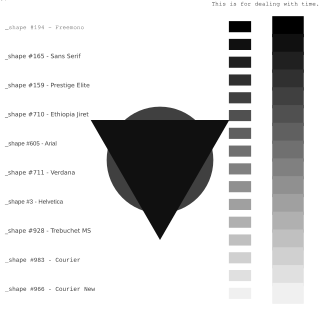 This is for dealing with time.
_shape #194 - Freemono
_shape #165 - Sans Serif
_shape #159 - Prestige Elite
_shape #710 - Ethiopia Jiret
_shape #605 - Arial
_shape #711 - Verdana
_shape #3 - Helvetica
_shape #928 - Trebuchet MS
_shape #983 - Courier
_shape #966 - Courier New